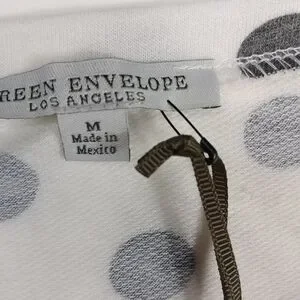 REEN ENVELOPE
LOS ANGELES
M
Made in
Mexico